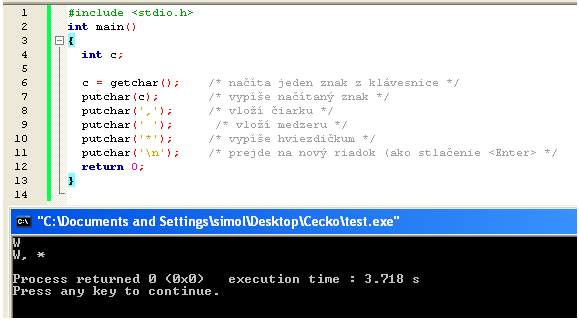 1 #include <stdio.h>
2 int main()
3 {
4 int c;
5
6 c = getchar(); /* načíta jeden znak z klávesnice */
7 putchar(c); /* vypíše načítaný znak */
8 putchar(','); /* vloží čiarku */
9 putchar(' '); /* vloží medzeru */
10 putchar('*'); /* vypíše hviezdičkum */
11 putchar('\n'); /* prejde na nový riadok (ako stlačenie <Enter> */
12 return 0;
13 }
14
"C:\Documents and Settings\simol\Desktop\Cecko\test.exe"
W
W, *
Process returned 0 (0x0) execution time : 3.718 s
Press any key to continue.